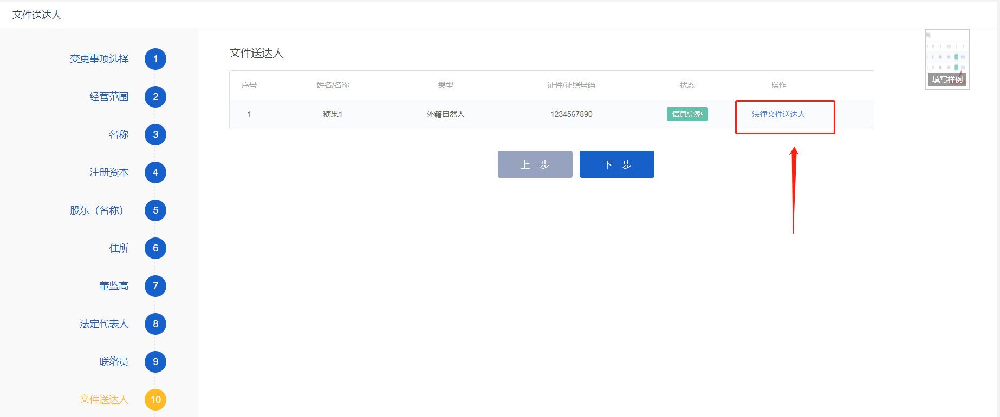 文件送达人
变更事项选择 1
经营范围 2
名称 3
注册资本 4
股东（名称） 5
住所 6
董监高 7
法定代表人 8
联络员 9
文件送达人 10
文件送达人
序号 姓名/名称 类型 证件/证照号码 状态 操作
1 糖果1 外籍自然人 1234567890 信息完整 法律文件送达人
上一步 下一步
填写样例